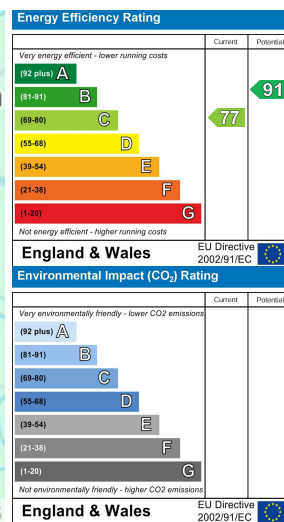 Energy Efficiency Rating
Current Potential
Very energy efficient - lower running costs
(92 plus) A
(81-91) B
(69-80) C
(55-68) D
(39-54) E
(21-38) F
(1-20) G
77
91
Not energy efficient - higher running costs
England & Wales
EU Directive
2002/91/EC
Environmental Impact (CO₂) Rating
Current Potential
Very environmentally friendly - lower CO2 emissions
(92 plus) A
(81-91) B
(69-80) C
(55-68) D
(39-54) E
(21-38) F
(1-20) G
Not environmentally friendly - higher CO2 emissions
England & Wales
EU Directive
2002/91/EC